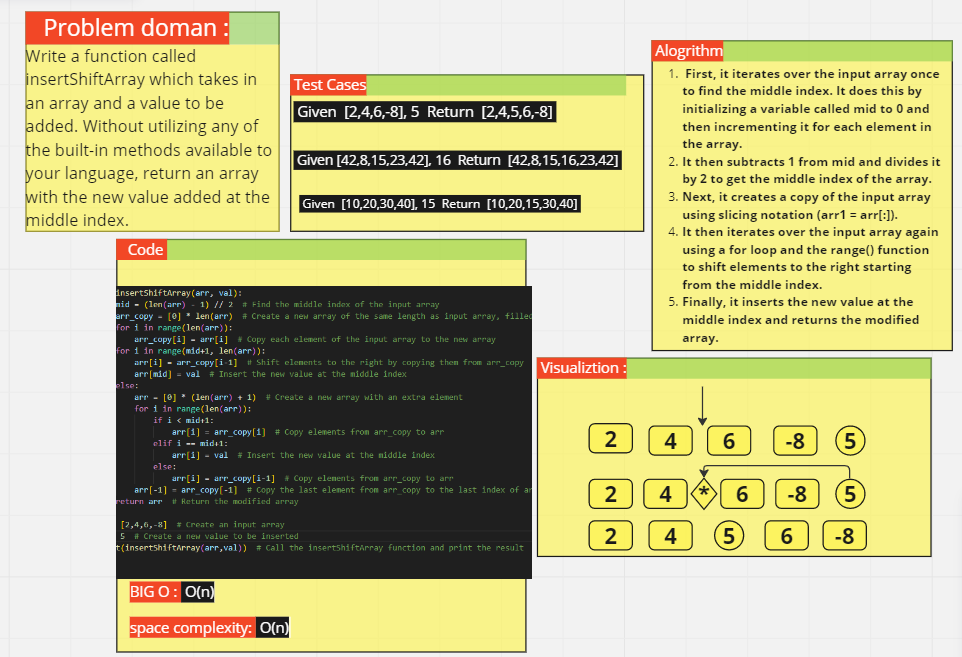 Problem doman :
Write a function called
insertShiftArray which takes in
an array and a value to be
added. Without utilizing any of
the built-in methods available to
your language, return an array
with the new value added at the
middle index.
Test Cases
Given [2,4,6,-8], 5 Return [2,4,5,6,-8]
Given [42,8,15,23,42], 16 Return [42,8,15,16,23,42]
Given [10,20,30,40], 15 Return [10,20,15,30,40]
Alogrithm
1. First, it iterates over the input array once
to find the middle index. It does this by
initializing a variable called mid to 0 and
then incrementing it for each element in
the array.
2. It then subtracts 1 from mid and divides it
by 2 to get the middle index of the array.
3. Next, it creates a copy of the input array
using slicing notation (arr1 = arr[:]).
4. It then iterates over the input array again
using a for loop and the range() function
to shift elements to the right starting
from the middle index.
5. Finally, it inserts the new value at the
middle index and returns the modified
array.
Code
insertShiftArray(arr, val):
mid = (len(arr) - 1) // 2 # Find the middle index of the input array
arr_copy = [0] * len(arr) # Create a new array of the same length as input array, filled
for i in range(len(arr)):
arr_copy[i] = arr[i] # Copy each element of the input array to the new array
for i in range(mid+1, len(arr)):
arr[i] = arr_copy[i-1] # Shift elements to the right by copying them from arr_copy
arr[mid] = val # Insert the new value at the middle index
else:
arr = [0] * (len(arr) + 1) # Create a new array with an extra element
for i in range(len(arr)):
if i < mid+1:
arr[i] = arr_copy[i] # Copy elements from arr_copy to arr
elif i == mid+1:
arr[i] = val # Insert the new value at the middle index
else:
arr[i] = arr_copy[i-1] # Copy elements from arr_copy to arr
arr[-1] = arr_copy[-1] # Copy the last element from arr_copy to the last index of ar
return arr # Return the modified array
[2,4,6,-8] # Create an input array
5 # Create a new value to be inserted
t(insertShiftArray(arr,val)) # Call the insertShiftArray function and print the result
BIG O : O(n)
space complexity: O(n)
Visualiztion :
2 4 6 -8 5
2 4 * 6 -8 5
2 4 5 6 -8